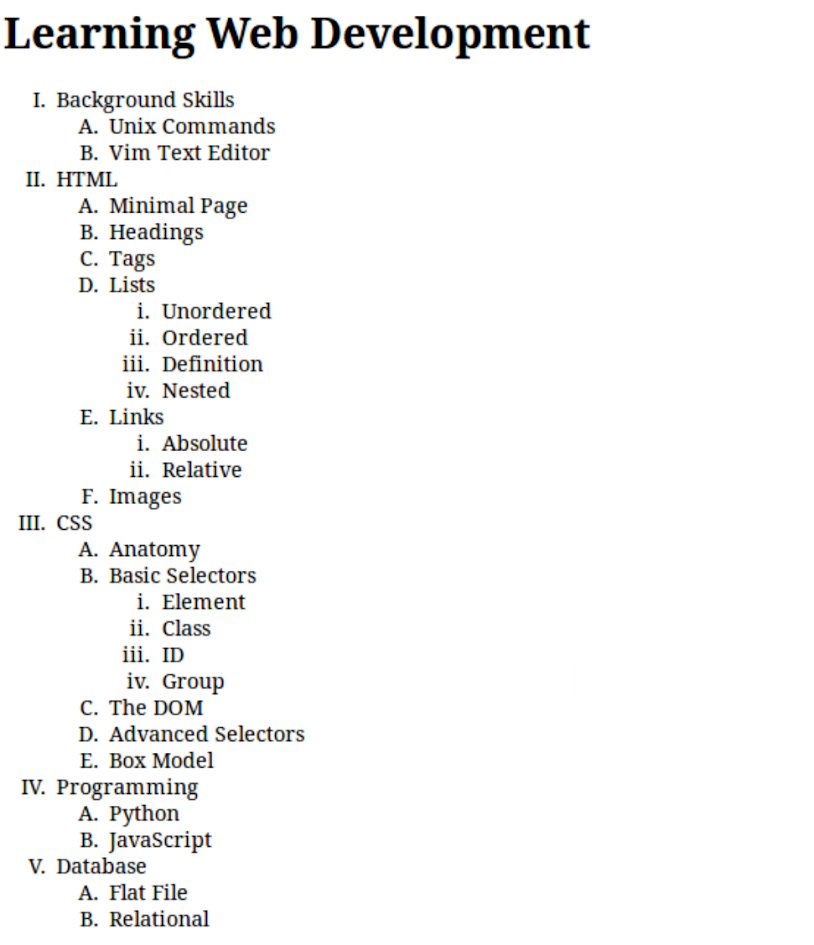 Learning Web Development
I. Background Skills
A. Unix Commands
B. Vim Text Editor
II. HTML
A. Minimal Page
B. Headings
C. Tags
D. Lists
i. Unordered
ii. Ordered
iii. Definition
iv. Nested
E. Links
i. Absolute
ii. Relative
F. Images
III. CSS
A. Anatomy
B. Basic Selectors
i. Element
ii. Class
iii. ID
iv. Group
C. The DOM
D. Advanced Selectors
E. Box Model
IV. Programming
A. Python
B. JavaScript
V. Database
A. Flat File
B. Relational